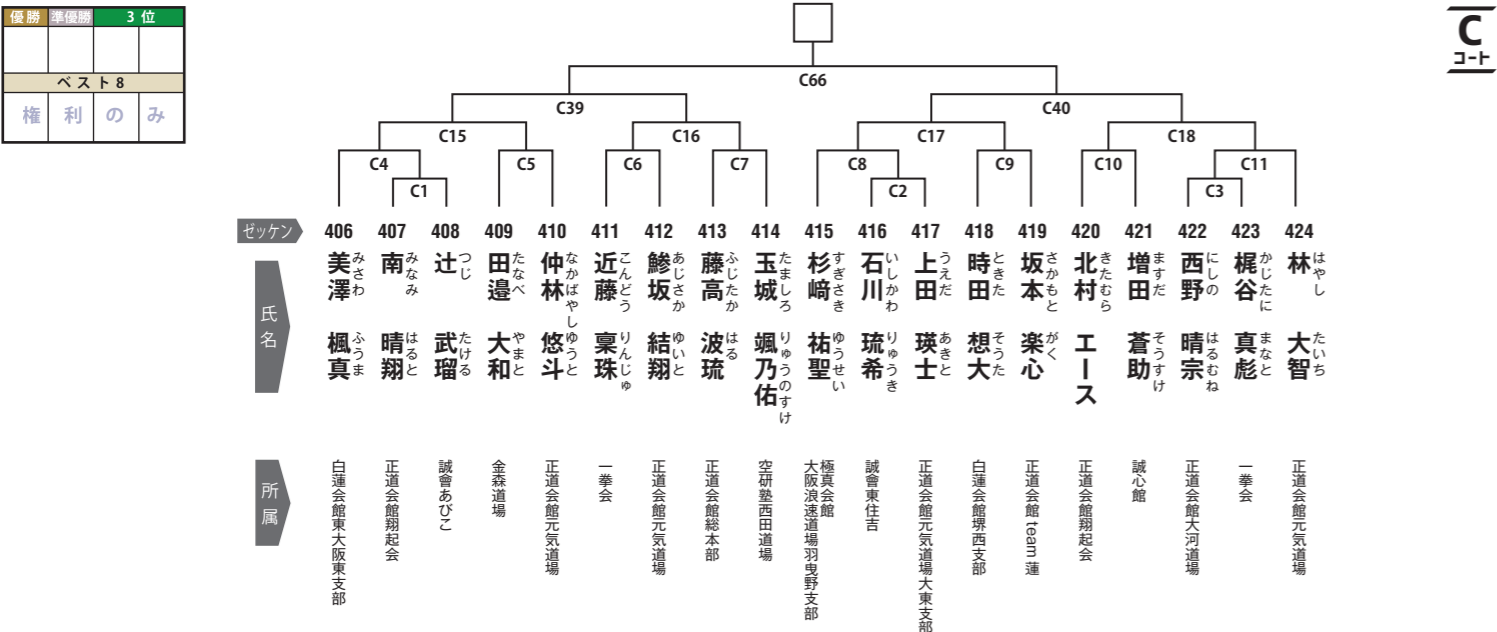 優勝 準優勝 3位
ベスト8
権利のみ
Cコート
C66
C39 C40
C15 C16 C17 C18
C4 C5 C6 C7 C8 C9 C10 C11
C1 C2 C3
ゼッケン
406 407 408 409 410 411 412 413 414 415 416 417 418 419 420 421 422 423 424
氏名
美澤 楓真 みさわ ふうま
南 晴翔 みなみ はると
辻 武瑠 つじ たける
田邉 大和 たなべ やまと
仲林 悠斗 なかばやし ゆうと
近藤 稟珠 こんどう りんじゅ
鯵坂 結翔 あじさか ゆいと
藤高 波琉 ふじたか はる
玉城 颯乃佑 たましろ りゅうのすけ
杉﨑 祐聖 すぎさき ゆうせい
石川 琉希 いしかわ りゅうき
上田 瑛士 うえだ あきと
時田 想大 ときた そうた
坂本 楽心 さかもと がく
北村 エース きたむら
増田 蒼助 ますだ そうすけ
西野 晴宗 にしの はるむね
梶谷 真彪 かじたに まなと
林 大智 はやし たいち
所属
白蓮会館東大阪東支部
正道会館翔起会
誠會あびこ
金森道場
正道会館元気道場
一拳会
正道会館元気道場
正道会館総本部
空研塾西田道場
極真会館
大阪浪速道場羽曳野支部
誠會東住吉
正道会館元気道場大東支部
白蓮会館堺西支部
正道会館 team 蓮
正道会館翔起会
誠心館
正道会館大河道場
一拳会
正道会館元気道場